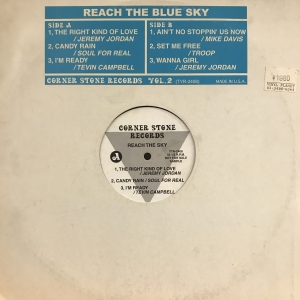 REACH THE BLUE SKY
SIDE A
1, THE RIGHT KIND OF LOVE
/ JEREMY JORDAN
2, CANDY RAIN
/ SOUL FOR REAL
3, I'M READY
/ TEVIN CAMPBELL
SIDE B
1, AIN'T NO STOPPIN' US NOW
/ MIKE DAVIS
2, SET ME FREE
/ TROOP
3, WANNA GIRL
/ JEREMY JORDAN
CORNER STONE RECORDS VOL.2
MADE IN U.S.A.
CORNER STONE
RECORDS
REACH THE SKY
A
1, THE RIGHT KIND OF LOVE
/ JEREMY JORDAN
2, CANDY RAIN / SOUL FOR REAL
3, I'M READY
/ TEVIN CAMPBELL